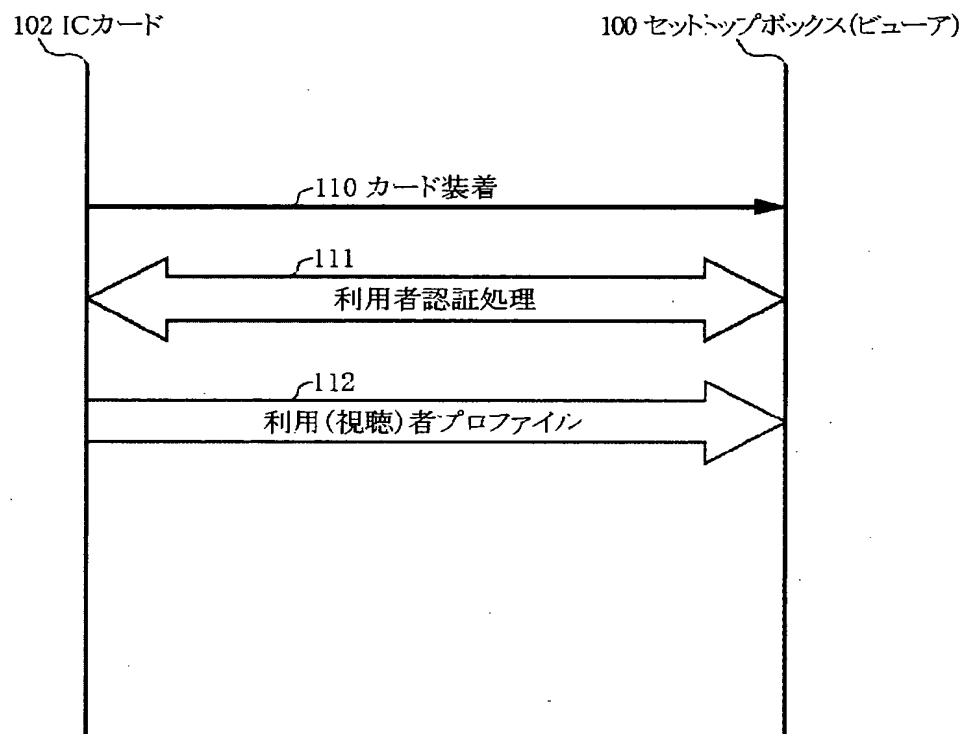 102 ICカード
100 セットトップボックス(ビューア)
110 カード装着
111
利用者認証処理
112
利用(視聴)者プロファイル